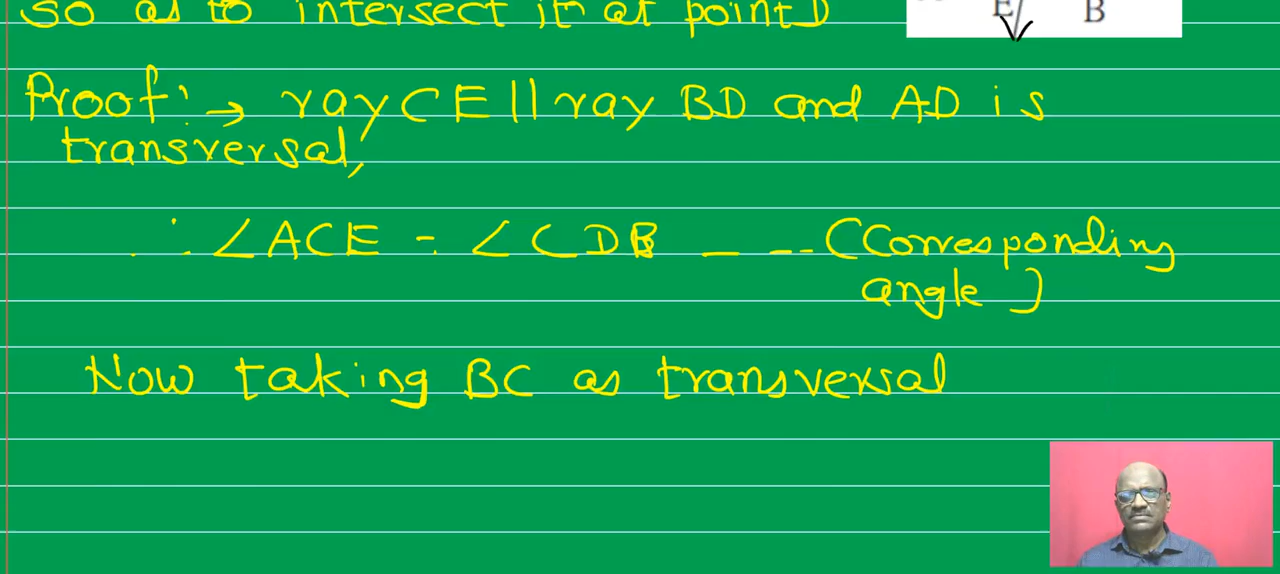 so as to intersect it at point D
E B
Proof:→ ray CE || ray BD and AD is
transversal,
∴ ∠ACE = ∠CDB _ -- (Corresponding
angle)
Now taking BC as transversal